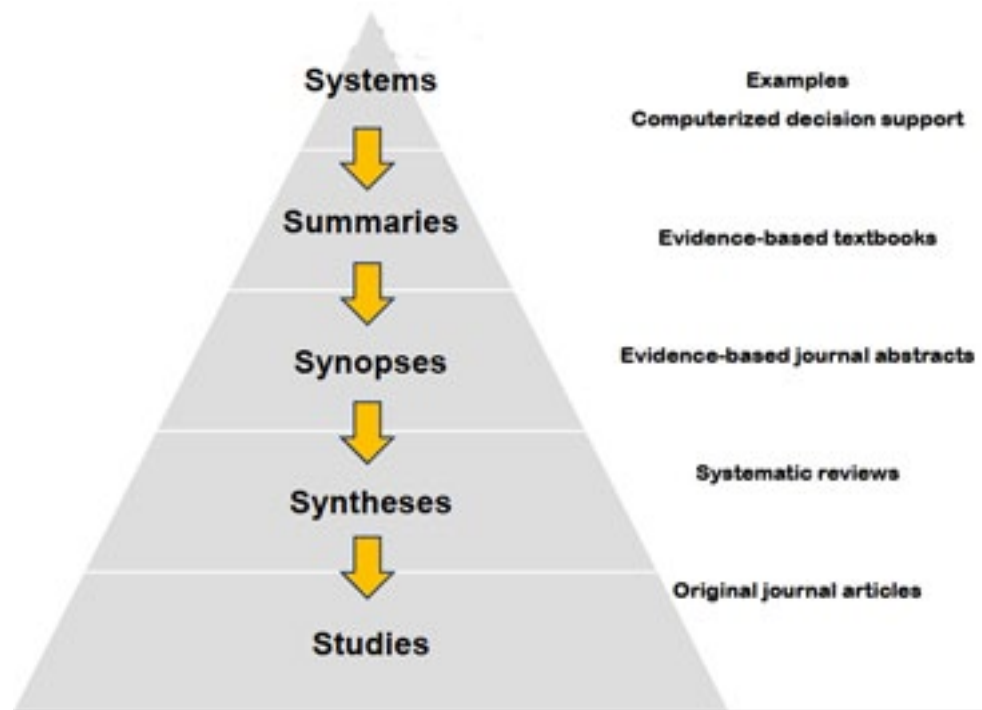 Systems
Examples
Computerized decision support
Summaries
Evidence-based textbooks
Synopses
Evidence-based journal abstracts
Syntheses
Systematic reviews
Studies
Original journal articles